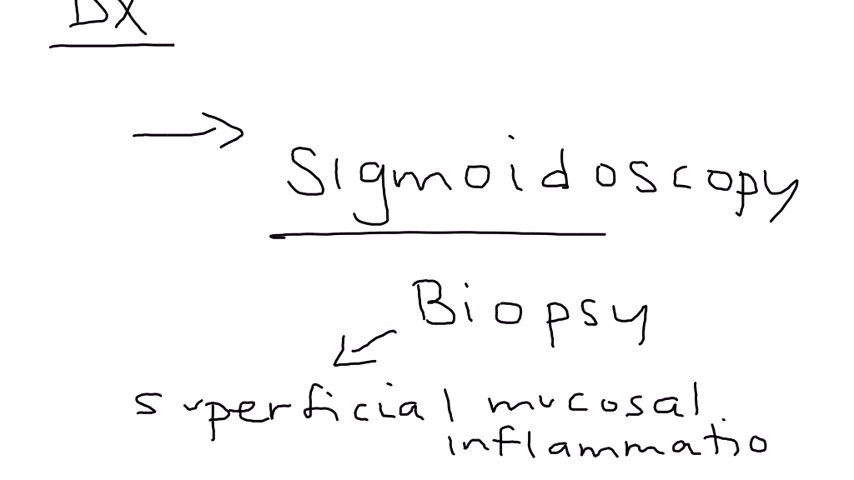 Dx
→ Sigmoidoscopy
Biopsy
superficial mucosal
inflammatio